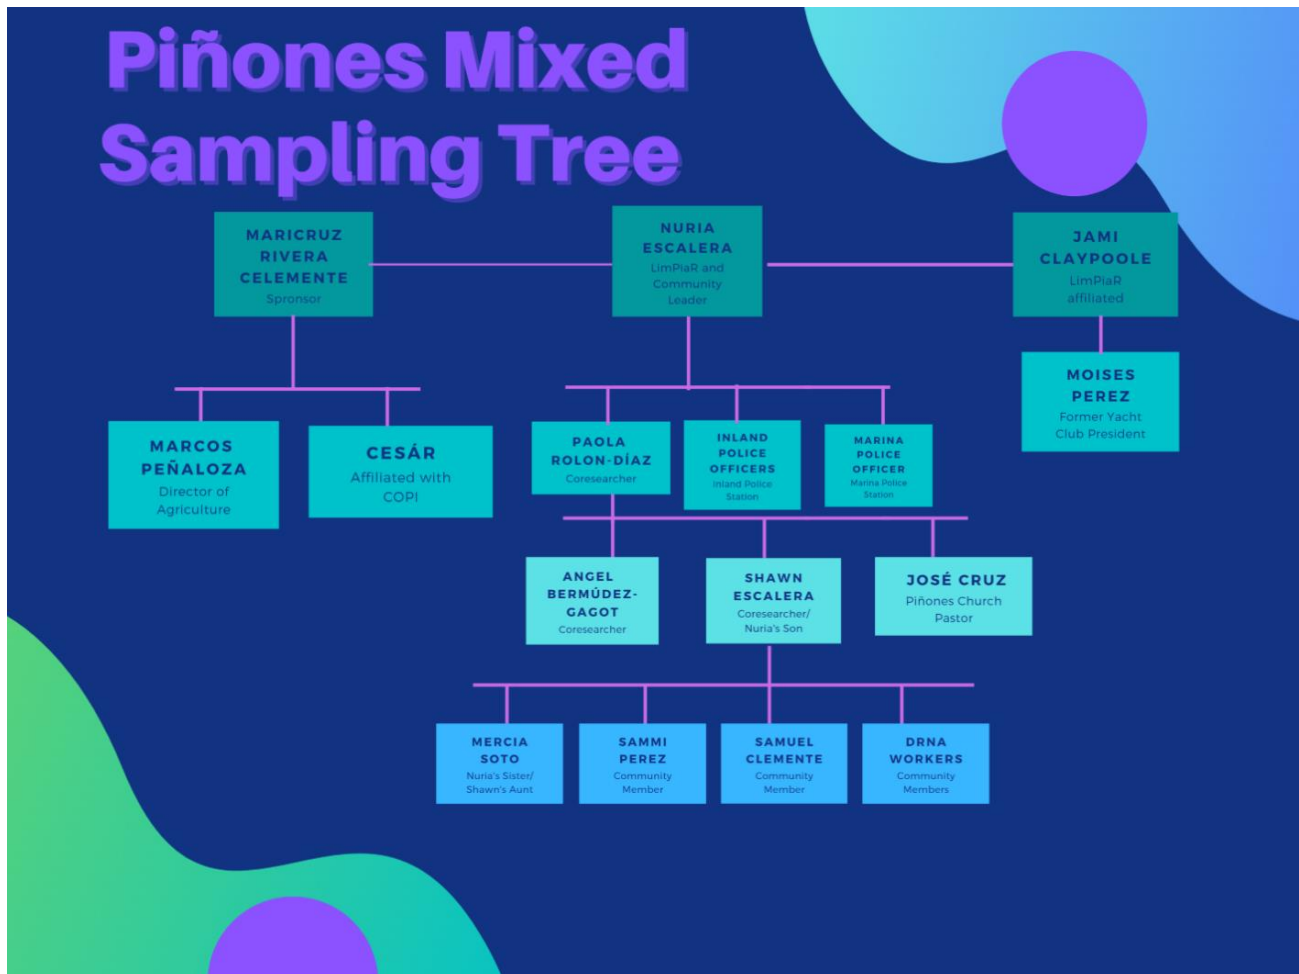 Piñones Mixed
Sampling Tree
MARICRUZ
RIVERA
CELEMENTE
Spronsor
NURIA
ESCALERA
LimPiaR and
Community
Leader
JAMI
CLAYPOOLE
LimPiaR
affiliated
MOISES
PEREZ
Former Yacht
Club President
MARCOS
PEÑALOZA
Director of
Agriculture
CESÁR
Affiliated with
COPI
PAOLA
ROLON-DÍAZ
Coresearcher
INLAND
POLICE
OFFICERS
Inland Police
Station
MARINA
POLICE
OFFICER
Marina Police
Station
ANGEL
BERMÚDEZ-
GAGOT
Coresearcher
SHAWN
ESCALERA
Coresearcher/
Nuria's Son
JOSÉ CRUZ
Piñones Church
Pastor
MERCIA
SOTO
Nuria's Sister/
Shawn's Aunt
SAMMI
PEREZ
Community
Member
SAMUEL
CLEMENTE
Community
Member
DRNA
WORKERS
Community
Members